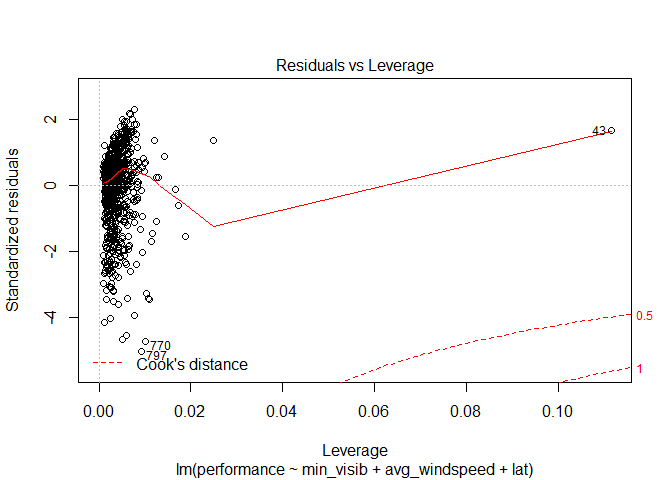 Residuals vs Leverage
Standardized residuals
2
0
-2
-4
43
770
797
Cook's distance
0.5
1
0.00 0.02 0.04 0.06 0.08 0.10
Leverage
lm(performance ~ min_visib + avg_windspeed + lat)